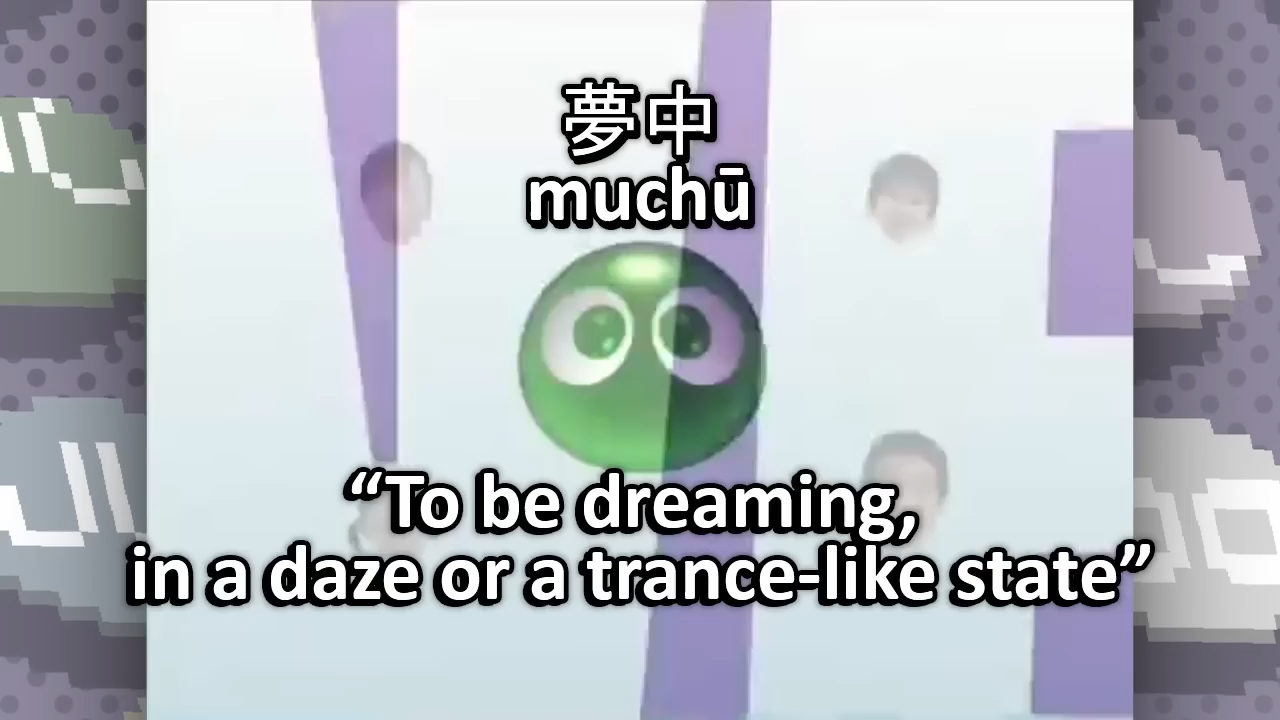 夢中
muchū
“To be dreaming,
in a daze or a trance-like state”